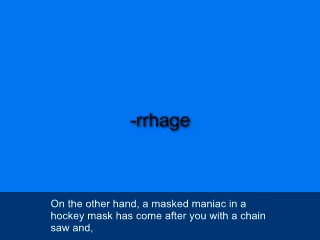 -rrhage
On the other hand, a masked maniac in a
hockey mask has come after you with a chain
saw and,